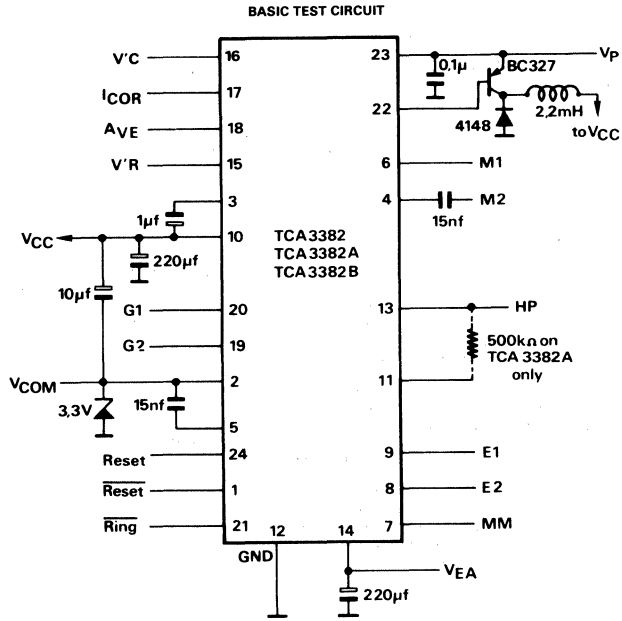 BASIC TEST CIRCUIT
V'C 16
ICOR 17
AVE 18
V'R 15
3
1µf
VCC 10
220µf
10µf
G1 20
G2 19
VCOM 2
3,3V
15nf
5
Reset 24
Reset 1
Ring 21
TCA3382
TCA3382A
TCA3382B
23 VP
0,1µ
BC327
22
4148
2,2mH
to VCC
6 M1
4 M2
15nf
13 HP
500kΩ on
TCA 3382A
only
11
9 E1
8 E2
7 MM
12 14
GND
VEA
220µf